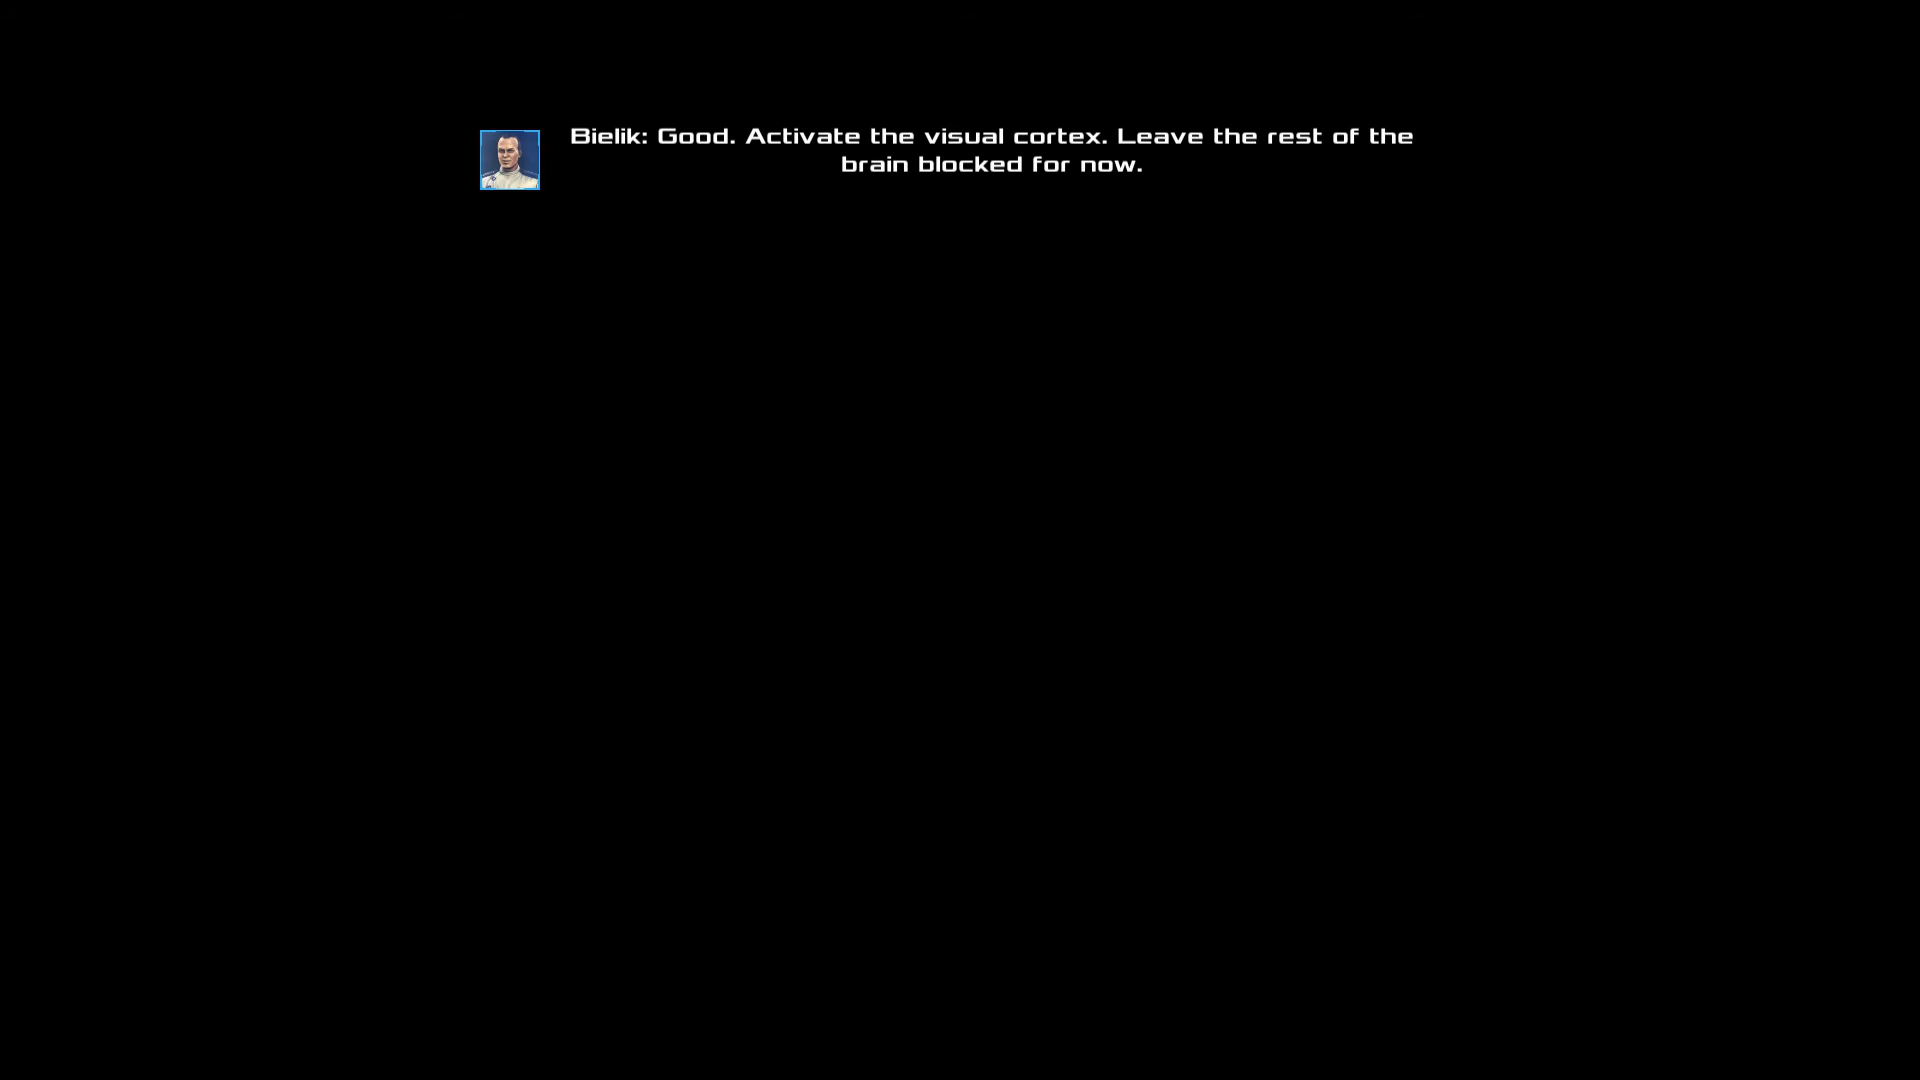 Bielik: Good. Activate the visual cortex. Leave the rest of the
brain blocked for now.